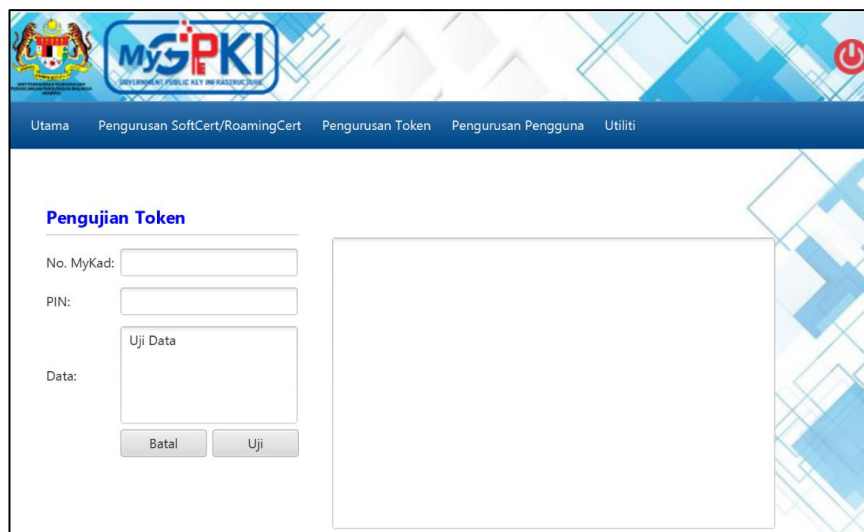 MyGPKI
GOVERNMENT PUBLIC KEY INFRASTRUCTURE
Utama Pengurusan SoftCert/RoamingCert Pengurusan Token Pengurusan Pengguna Utiliti
Pengujian Token
No. MyKad:
PIN:
Uji Data
Data:
Batal Uji